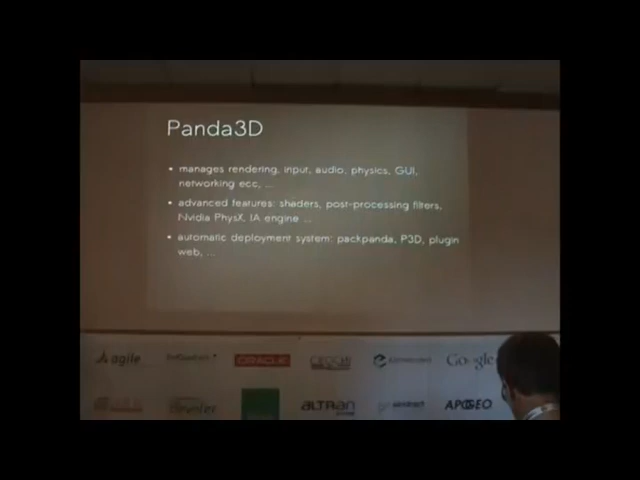 Panda3D
• manages rendering, input, audio, physics, GUI,
networking ecc, ...
• advanced features: shaders, post-processing filters,
Nvidia PhysX, IA engine ...
• automatic deployment system: packpanda, P3D, plugin
web, ...
agile
ORACLE
Google
ALTRAN
APOGEO